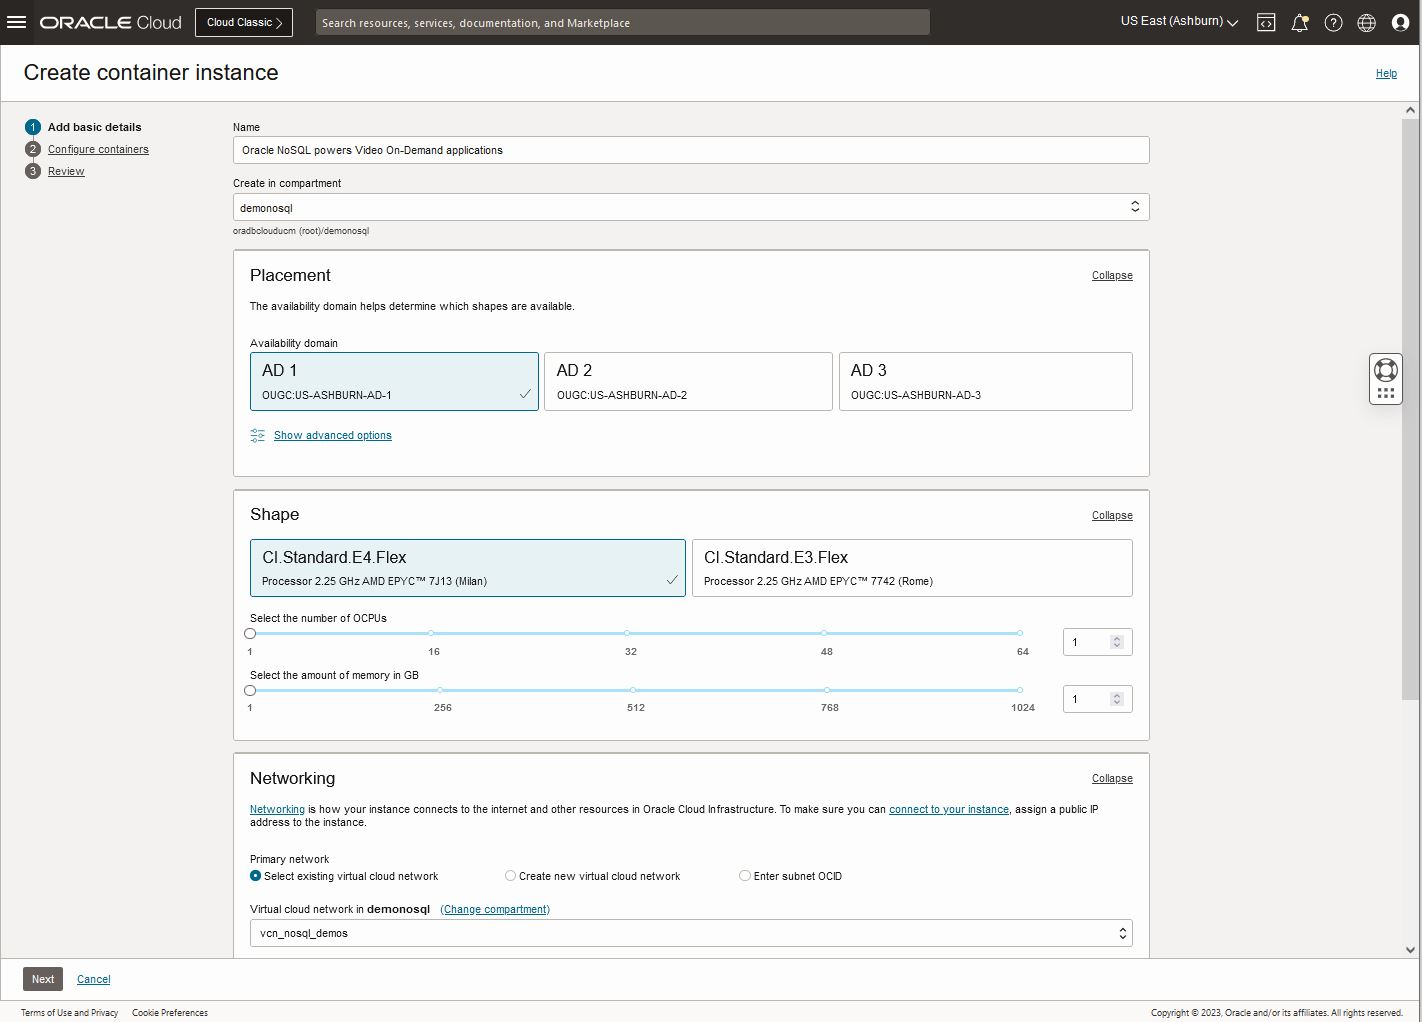 ORACLE Cloud
Cloud Classic
Search resources, services, documentation, and Marketplace
US East (Ashburn)
Create container instance
Help
1 Add basic details
2 Configure containers
3 Review
Name
Oracle NoSQL powers Video On-Demand applications
Create in compartment
demonosql
oradbclouducm (root)/demonosql
Placement
Collapse
The availability domain helps determine which shapes are available.
Availability domain
AD 1
OUGC:US-ASHBURN-AD-1
AD 2
OUGC:US-ASHBURN-AD-2
AD 3
OUGC:US-ASHBURN-AD-3
Show advanced options
Shape
Collapse
CI.Standard.E4.Flex
Processor 2.25 GHz AMD EPYC™ 7J13 (Milan)
CI.Standard.E3.Flex
Processor 2.25 GHz AMD EPYC™ 7742 (Rome)
Select the number of OCPUs
1 16 32 48 64
1
Select the amount of memory in GB
1 256 512 768 1024
1
Networking
Collapse
Networking is how your instance connects to the internet and other resources in Oracle Cloud Infrastructure. To make sure you can connect to your instance, assign a public IP
address to the instance.
Primary network
Select existing virtual cloud network
Create new virtual cloud network
Enter subnet OCID
Virtual cloud network in demonosql (Change compartment)
vcn_nosql_demos
Next
Cancel
Terms of Use and Privacy
Cookie Preferences
Copyright © 2023, Oracle and/or its affiliates. All rights reserved.